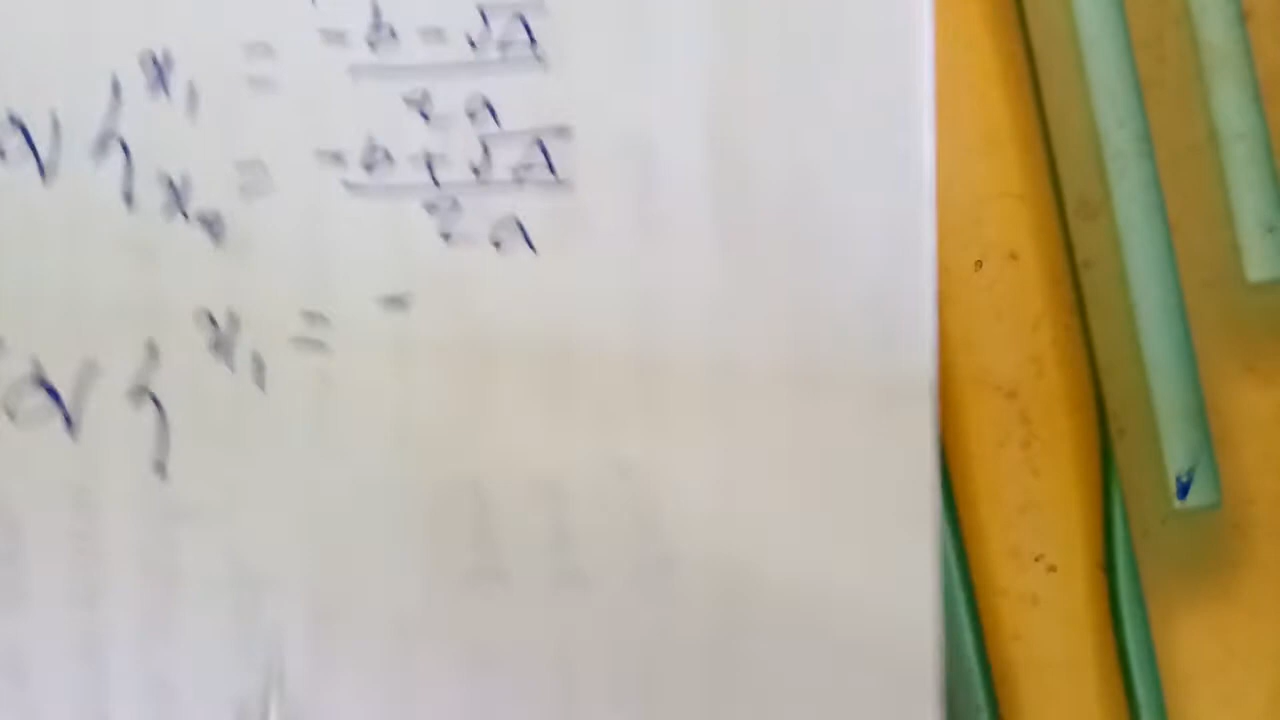 x₁ = (-b - √Δ) / 2a
x₂ = (-b + √Δ) / 2a
x₁ = -